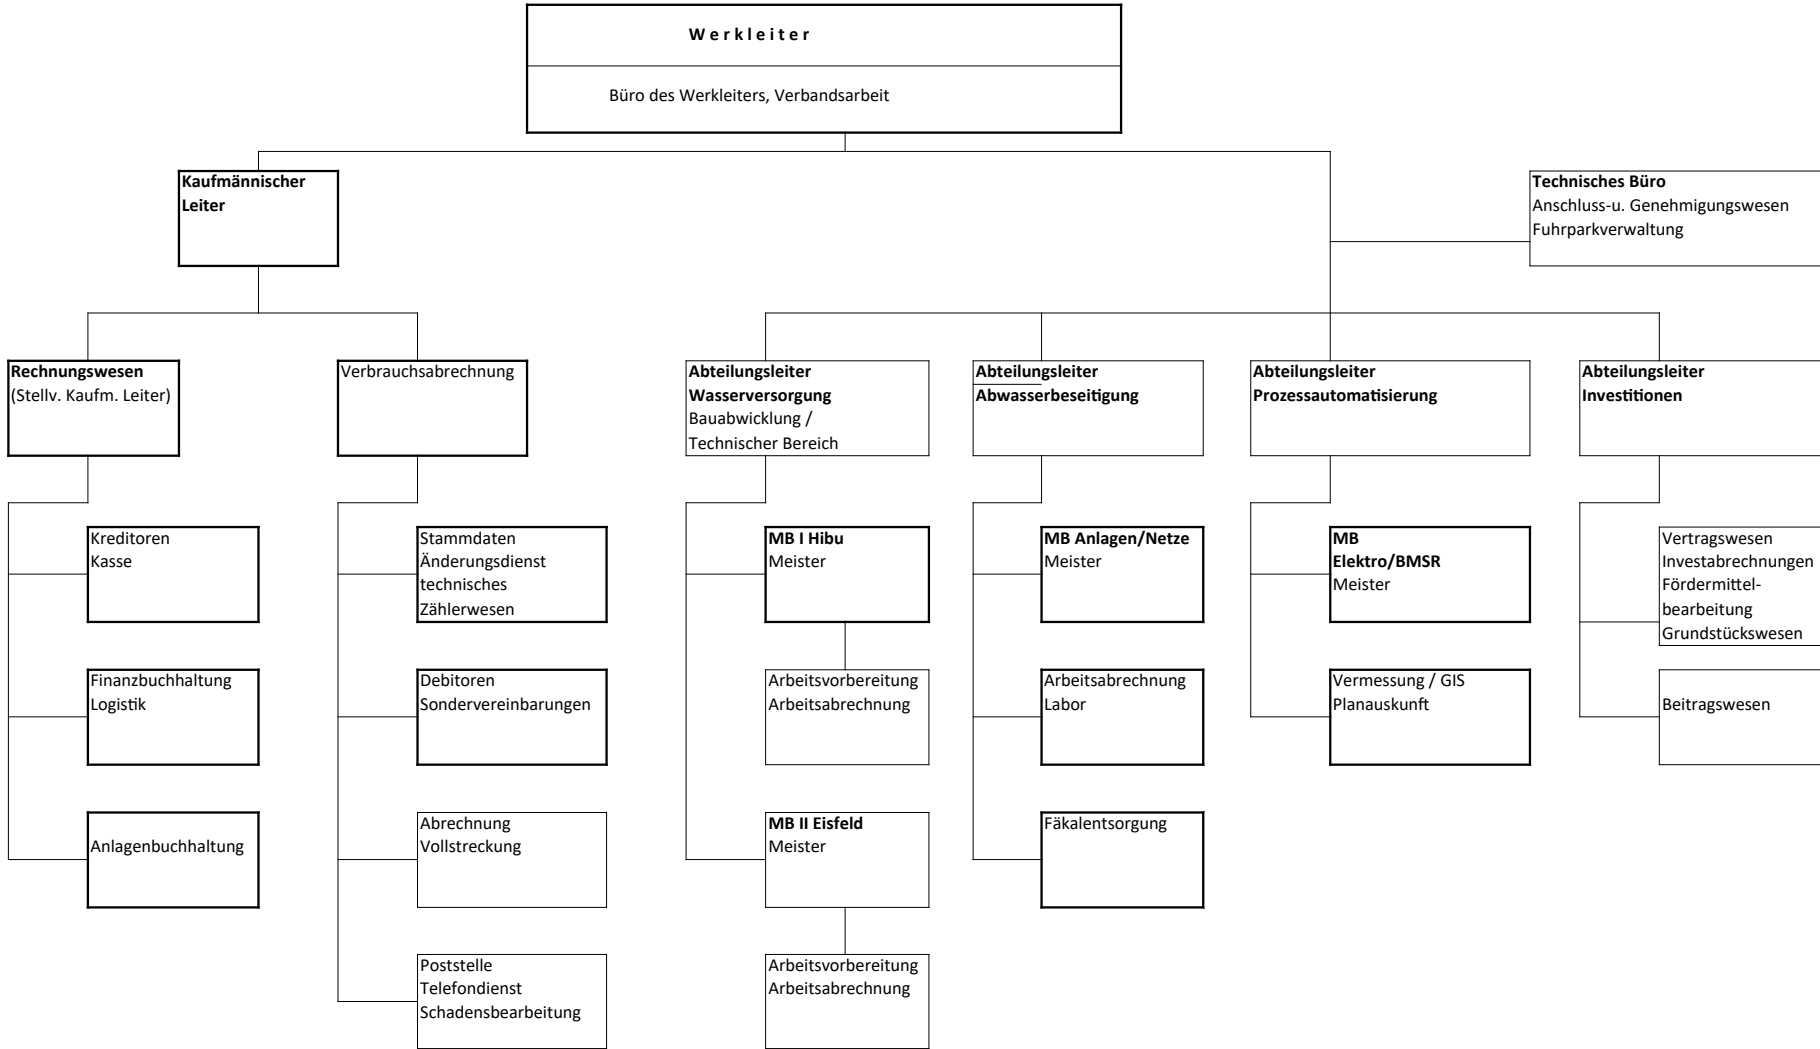 Werkleiter
Büro des Werkleiters, Verbandsarbeit
Kaufmännischer
Leiter
Technisches Büro
Anschluss-u. Genehmigungswesen
Fuhrparkverwaltung
Rechnungswesen
(Stellv. Kaufm. Leiter)
Verbrauchsabrechnung
Abteilungsleiter
Wasserversorgung
Bauabwicklung /
Technischer Bereich
Abteilungsleiter
Abwasserbeseitigung
Abteilungsleiter
Prozessautomatisierung
Abteilungsleiter
Investitionen
Kreditoren
Kasse
Stammdaten
Änderungsdienst
technisches
Zählerwesen
MB I Hibu
Meister
MB Anlagen/Netze
Meister
MB
Elektro/BMSR
Meister
Vertragswesen
Investabrechnungen
Fördermittel-
bearbeitung
Grundstückswesen
Finanzbuchhaltung
Logistik
Debitoren
Sondervereinbarungen
Arbeitsvorbereitung
Arbeitsabrechnung
Arbeitsabrechnung
Labor
Vermessung / GIS
Planauskunft
Beitragswesen
Anlagenbuchhaltung
Abrechnung
Vollstreckung
MB II Eisfeld
Meister
Fäkalentsorgung
Poststelle
Telefondienst
Schadensbearbeitung
Arbeitsvorbereitung
Arbeitsabrechnung